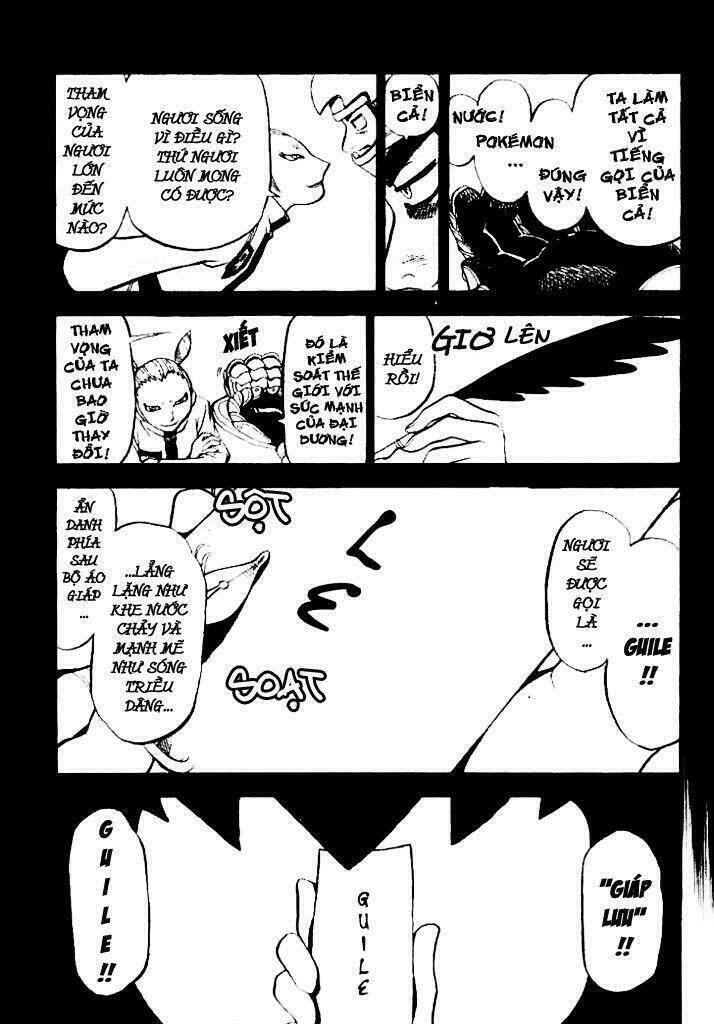 TA LÀM
TẤT CẢ
VÌ
TIẾNG
GỌI CỦA
BIỂN
CẢ!
NƯỚC!
POKÉMON
...
ĐÚNG
VẬY!
BIỂN
CẢ!
NGƯƠI SỐNG
VÌ ĐIỀU GÌ?
THỨ NGƯƠI
LUÔN MONG
CÓ ĐƯỢC?
THAM
VỌNG
CỦA
NGƯƠI
LỚN
ĐẾN
MỨC
NÀO?
GIƠ LÊN
HIỂU
RỒI!
ĐÓ LÀ
KIỂM
SOÁT THẾ
GIỚI VỚI
SỨC MẠNH
CỦA ĐẠI
DƯƠNG!
XIẾT
THAM
VỌNG
CỦA TA
CHƯA
BAO
GIỜ
THAY
ĐỔI!
NGƯƠI
SẼ
ĐƯỢC
GỌI
LÀ
...
...
GUILE
!!
L
E
SỘT
SOẠT
ẨN
DANH
PHÍA
SAU
BỘ ÁO
GIÁP
...
...LẲNG
LẶNG NHƯ
KHE NƯỚC
CHẢY VÀ
MẠNH MẼ
NHƯ SÓNG
TRIỀU
DÂNG...
"GIÁP
LƯU"
!!
GUILE
GUILE!!